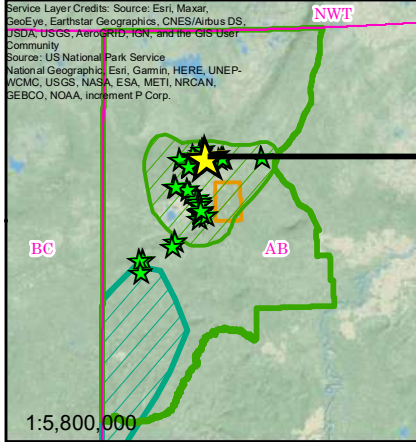 Service Layer Credits: Source: Esri, Maxar,
GeoEye, Earthstar Geographics, CNES/Airbus DS,
USDA, USGS, AeroGRID, IGN, and the GIS User
Community
Source: US National Park Service
National Geographic, Esri, Garmin, HERE, UNEP-
WCMC, USGS, NASA, ESA, METI, NRCAN,
GEBCO, NOAA, increment P Corp.
NWT
BC
AB
1:5,800,000